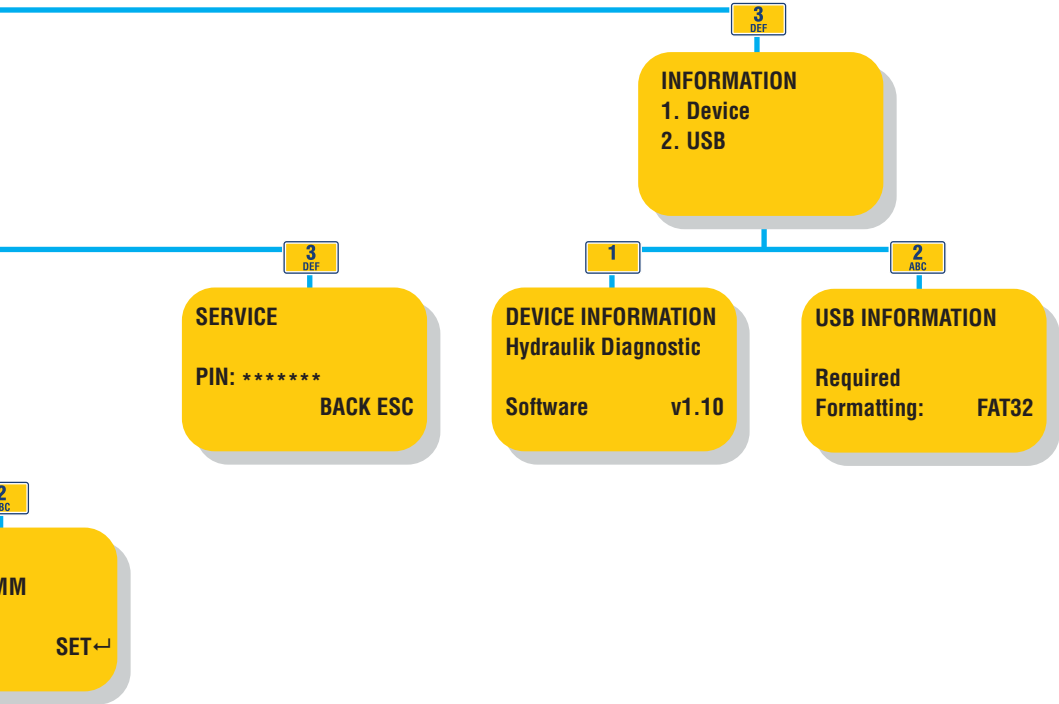 3
DEF
INFORMATION
1. Device
2. USB
3
DEF
SERVICE
PIN: *******
BACK ESC
1
DEVICE INFORMATION
Hydraulik Diagnostic
Software v1.10
2
ABC
USB INFORMATION
Required
Formatting: FAT32
2
SET↵